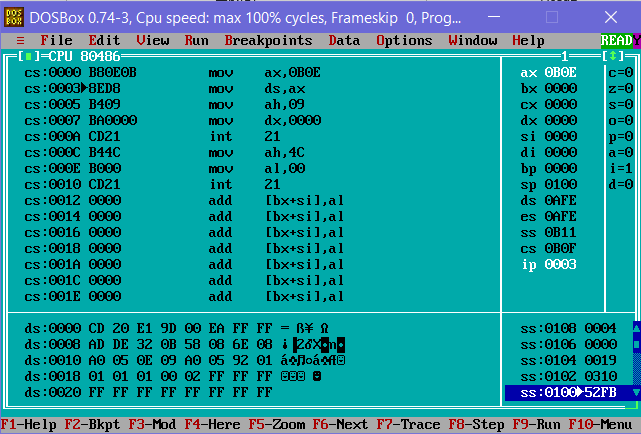 DOSBox 0.74-3, Cpu speed: max 100% cycles, Frameskip 0, Prog...
≡ File Edit View Run Breakpoints Data Options Window Help READY
[■]=CPU 80486 1 [↕]
cs:0000 B80E0B mov ax,0B0E ax 0B0E c=0
cs:0003►8ED8 mov ds,ax bx 0000 z=0
cs:0005 B409 mov ah,09 cx 0000 s=0
cs:0007 BA0000 mov dx,0000 dx 0000 o=0
cs:000A CD21 int 21 si 0000 p=0
cs:000C B44C mov ah,4C di 0000 a=0
cs:000E B000 mov al,00 bp 0000 i=1
cs:0010 CD21 int 21 sp 0100 d=0
cs:0012 0000 add [bx+si],al ds 0AFE
cs:0014 0000 add [bx+si],al es 0AFE
cs:0016 0000 add [bx+si],al ss 0B11
cs:0018 0000 add [bx+si],al cs 0B0F
cs:001A 0000 add [bx+si],al ip 0003
cs:001C 0000 add [bx+si],al
cs:001E 0000 add [bx+si],al
ds:0000 CD 20 E1 9D 00 EA FF FF = ß¥ Ω ss:0108 0004
ds:0008 AD DE 32 0B 58 08 6E 08 ss:0106 0000
ds:0010 A0 05 0E 09 A0 05 92 01 ss:0104 0019
ds:0018 01 01 01 00 02 FF FF FF ☺☺☺ ☻ ss:0102 0310
ds:0020 FF FF FF FF FF FF FF FF ss:0100►52FB
F1-Help F2-Bkpt F3-Mod F4-Here F5-Zoom F6-Next F7-Trace F8-Step F9-Run F10-Menu